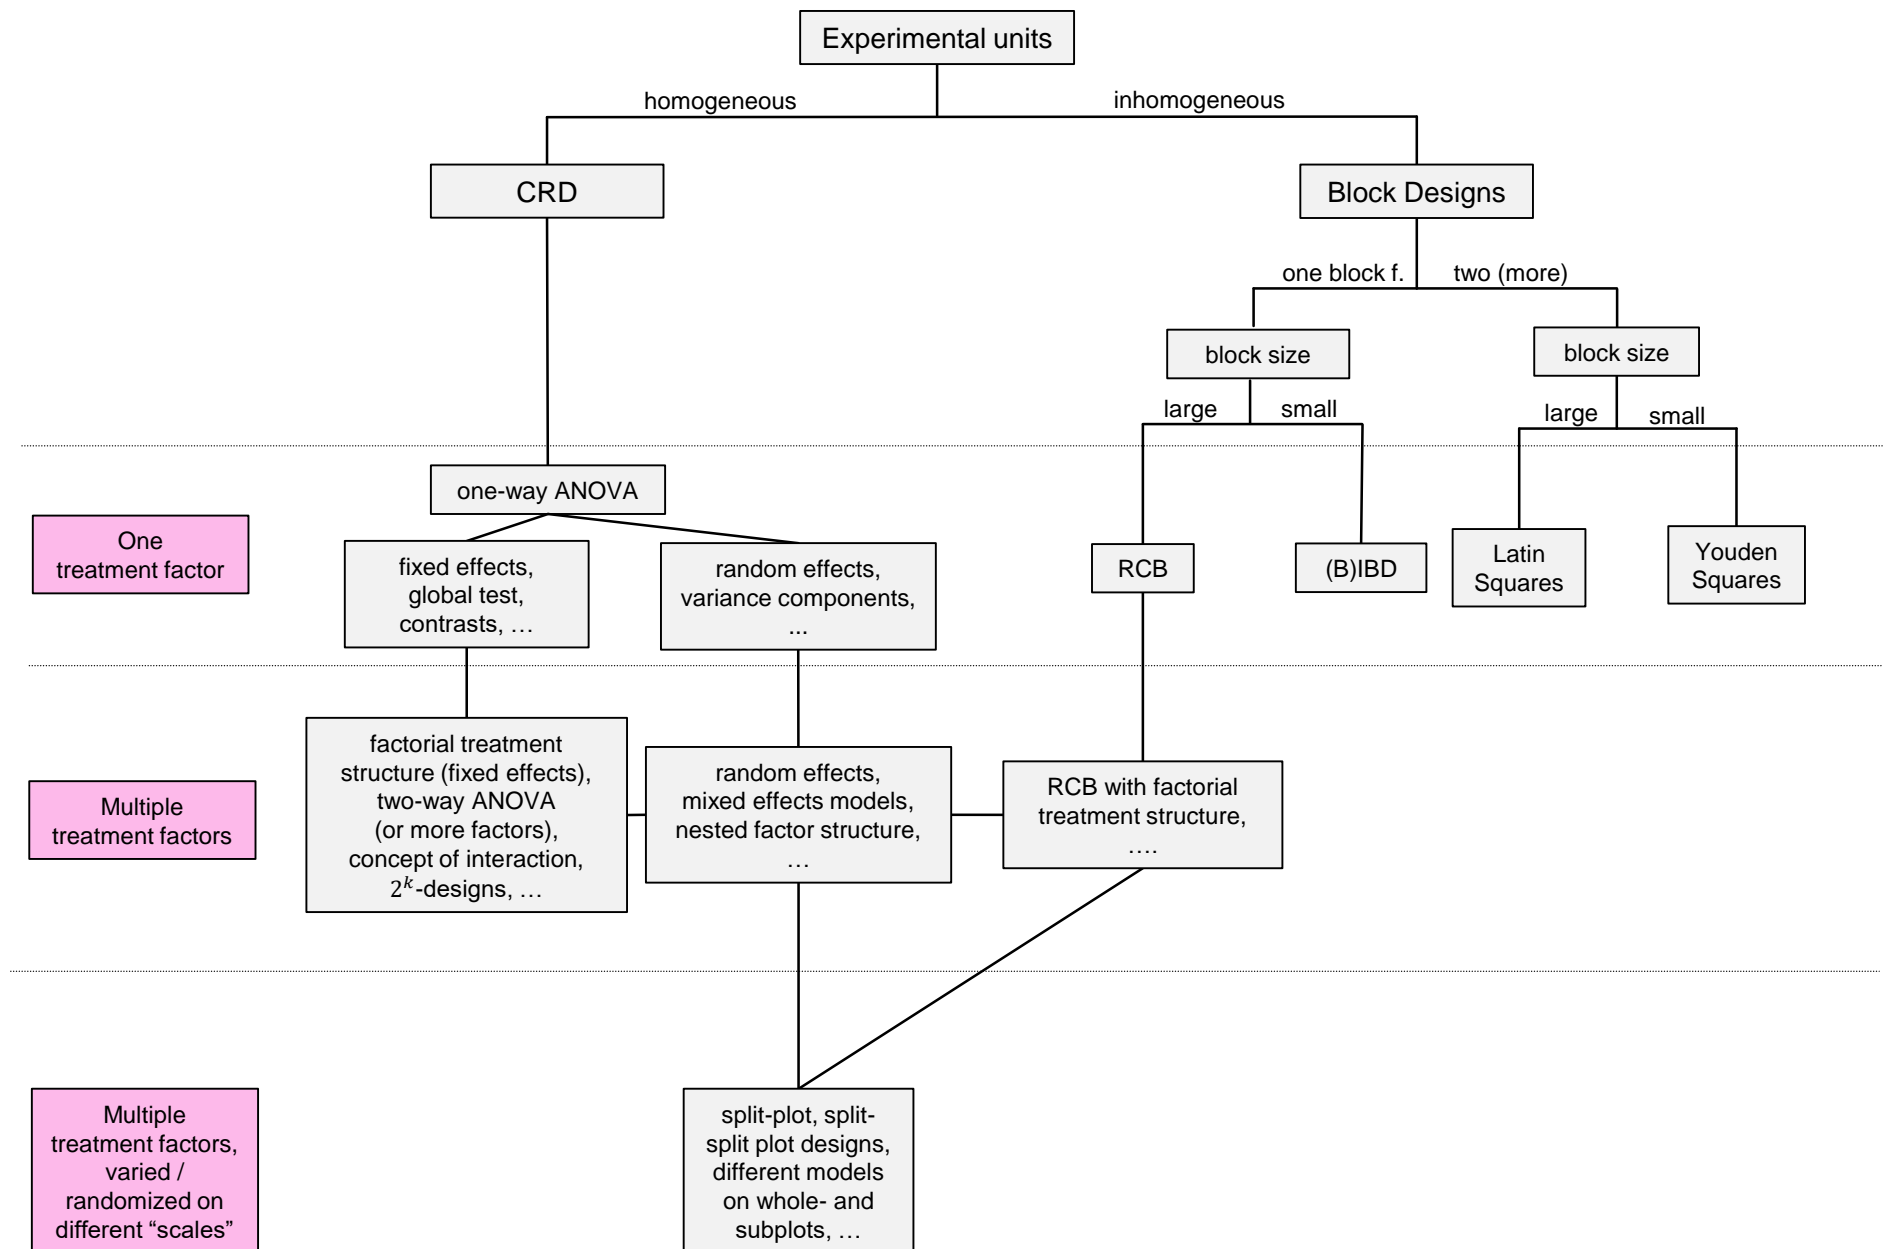 Experimental units
homogeneous
inhomogeneous
CRD
Block Designs
one block f.
two (more)
block size
block size
large
small
large
small
one-way ANOVA
One
treatment factor
fixed effects,
global test,
contrasts, …
random effects,
variance components,
...
RCB
(B)IBD
Latin
Squares
Youden
Squares
Multiple
treatment factors
factorial treatment
structure (fixed effects),
two-way ANOVA
(or more factors),
concept of interaction,
2^k-designs, …
random effects,
mixed effects models,
nested factor structure,
…
RCB with factorial
treatment structure,
….
Multiple
treatment factors,
varied /
randomized on
different “scales”
split-plot, split-
split plot designs,
different models
on whole- and
subplots, …